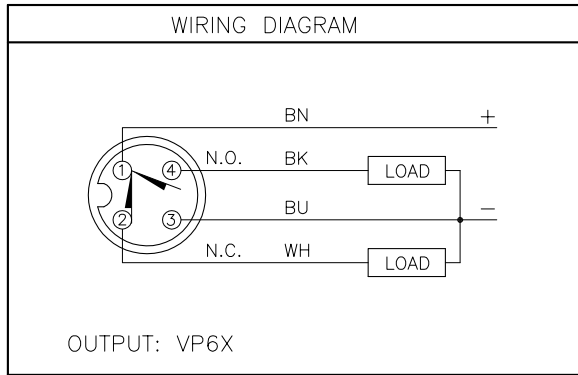 WIRING DIAGRAM
BN +
1 4 N.O. BK LOAD
BU −
2 3
N.C. WH LOAD
OUTPUT: VP6X